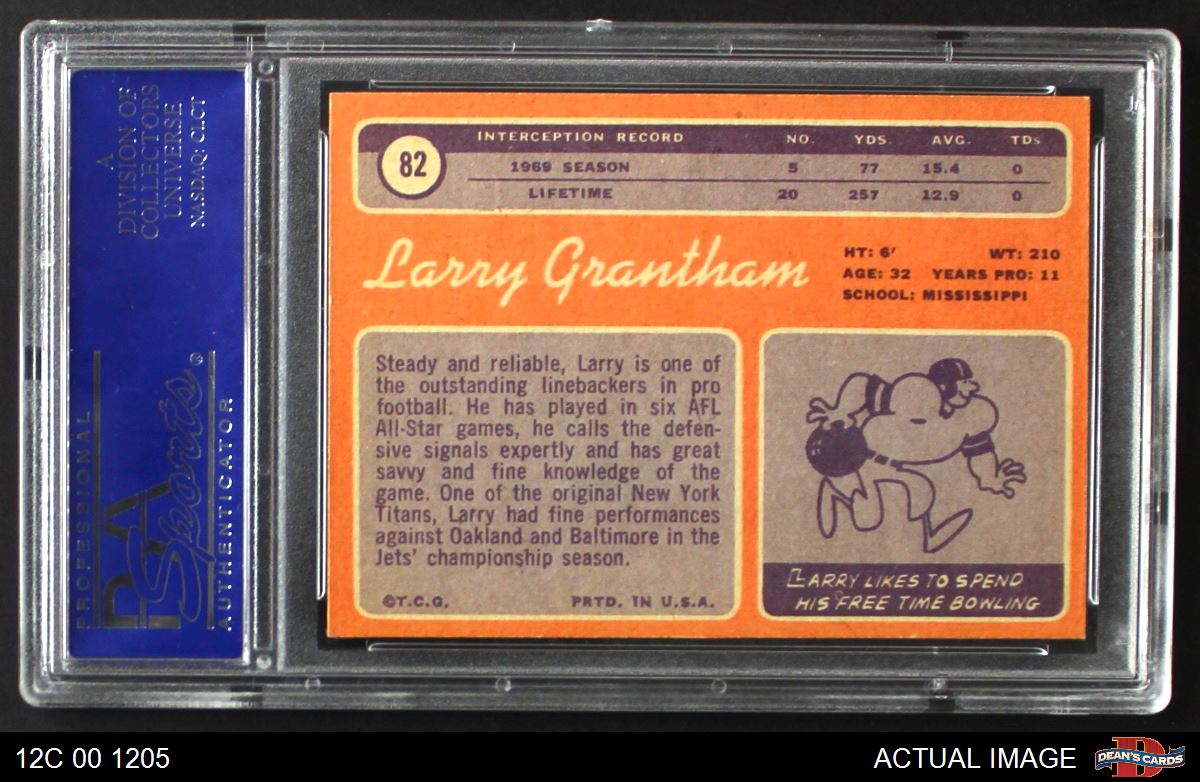 A
DIVISION OF
COLLECTORS
UNIVERSE
NASDAQ: CLCT
PROFESSIONAL
PSA
Sports®
AUTHENTICATOR
82
INTERCEPTION RECORD NO. YDS. AVG. TDs
1969 SEASON 5 77 15.4 0
LIFETIME 20 257 12.9 0
Larry Grantham
HT: 6' WT: 210
AGE: 32 YEARS PRO: 11
SCHOOL: MISSISSIPPI
Steady and reliable, Larry is one of
the outstanding linebackers in pro
football. He has played in six AFL
All-Star games, he calls the defen-
sive signals expertly and has great
savvy and fine knowledge of the
game. One of the original New York
Titans, Larry had fine performances
against Oakland and Baltimore in the
Jets' championship season.
©T.C.G. PRTD. IN U.S.A.
LARRY LIKES TO SPEND
HIS FREE TIME BOWLING
12C 00 1205
ACTUAL IMAGE
D
DEAN'S CARDS